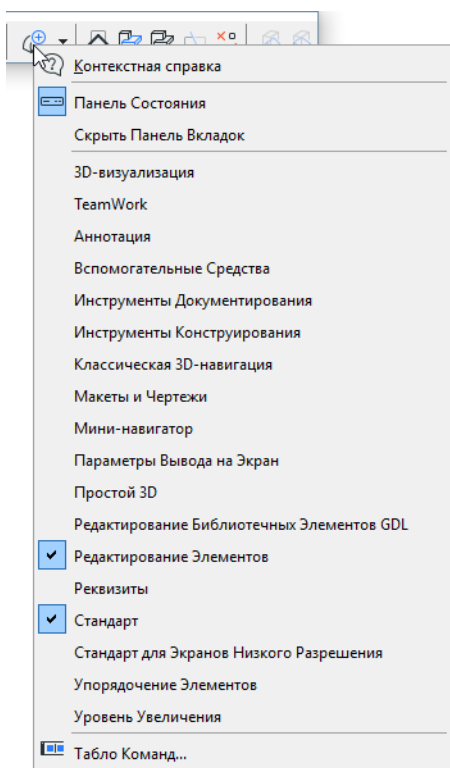 Контекстная справка
Панель Состояния
Скрыть Панель Вкладок
3D-визуализация
TeamWork
Аннотация
Вспомогательные Средства
Инструменты Документирования
Инструменты Конструирования
Классическая 3D-навигация
Макеты и Чертежи
Мини-навигатор
Параметры Вывода на Экран
Простой 3D
Редактирование Библиотечных Элементов GDL
Редактирование Элементов
Реквизиты
Стандарт
Стандарт для Экранов Низкого Разрешения
Упорядочение Элементов
Уровень Увеличения
Табло Команд...